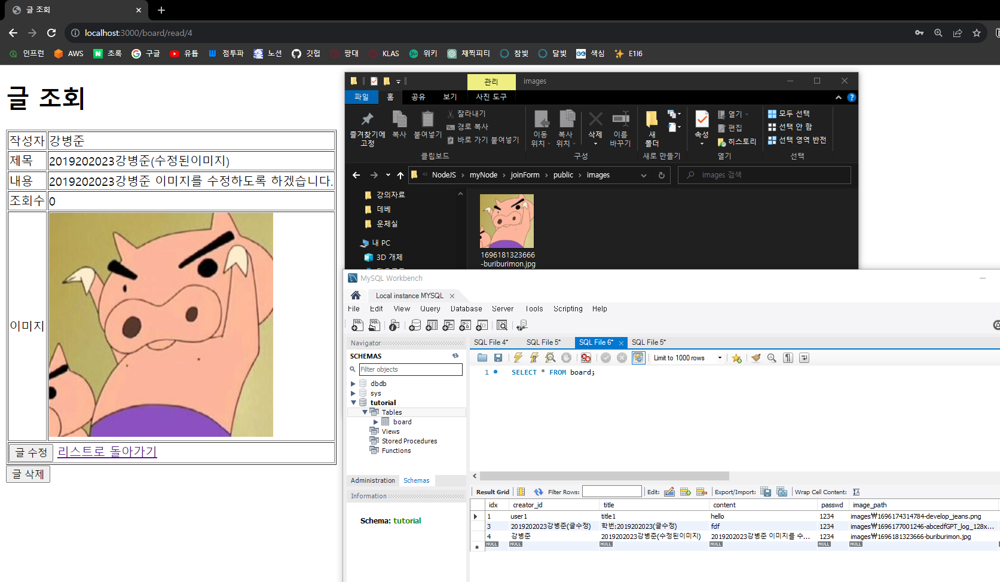 글 조회
localhost:3000/board/read/4
인프런 AWS 초록 구글 유튭 점투파 노션 깃헙 팡대 KLAS 위키 채찍피티 참빛 달빛 색심 E1I6
글 조회
작성자 강병준
제목 2019202023강병준(수정된이미지)
내용 2019202023강병준 이미지를 수정하도록 하겠습니다.
조회수 0
이미지
글 수정 리스트로 돌아가기
글 삭제
관리 images
파일 홈 공유 보기 사진 도구
즐겨찾기에 고정
복사
붙여넣기
잘라내기
경로 복사
바로 가기 붙여넣기
이동 위치
복사 위치
삭제
이름 바꾸기
새 폴더
속성
열기
편집
히스토리
모두 선택
선택 안 함
선택 영역 반전
클립보드 구성 새로 만들기 열기 선택
« NodeJS › myNode › joinForm › public › images
images 검색
강의자료
데베
운체실
내 PC
3D 개체
1696181323666
-buriburimon.jpg
MySQL Workbench
Local instance MYSQL
File Edit View Query Database Server Tools Scripting Help
Navigator
SCHEMAS
Filter objects
dbdb
sys
tutorial
Tables
board
Views
Stored Procedures
Functions
Administration Schemas
Information
Schema: tutorial
SQL File 4* SQL File 5* SQL File 6* SQL File 5*
Limit to 1000 rows
1 SELECT * FROM board;
Result Grid Filter Rows: Edit: Export/Import: Wrap Cell Content:
idx creator_id title content passwd image_path
1 user1 title1 hello 1234 images₩1696174314784-develop_jeans.png
3 2019202023강병준(글수정) 학번:2019202023(글수정) fdf 1234 images₩1696177001246-abcedfGPT_log_128x...
4 강병준 2019202023강병준(수정된이미지) 2019202023강병준 이미지를 수... 1234 images₩1696181323666-buriburimon.jpg
NULL NULL NULL NULL NULL NULL